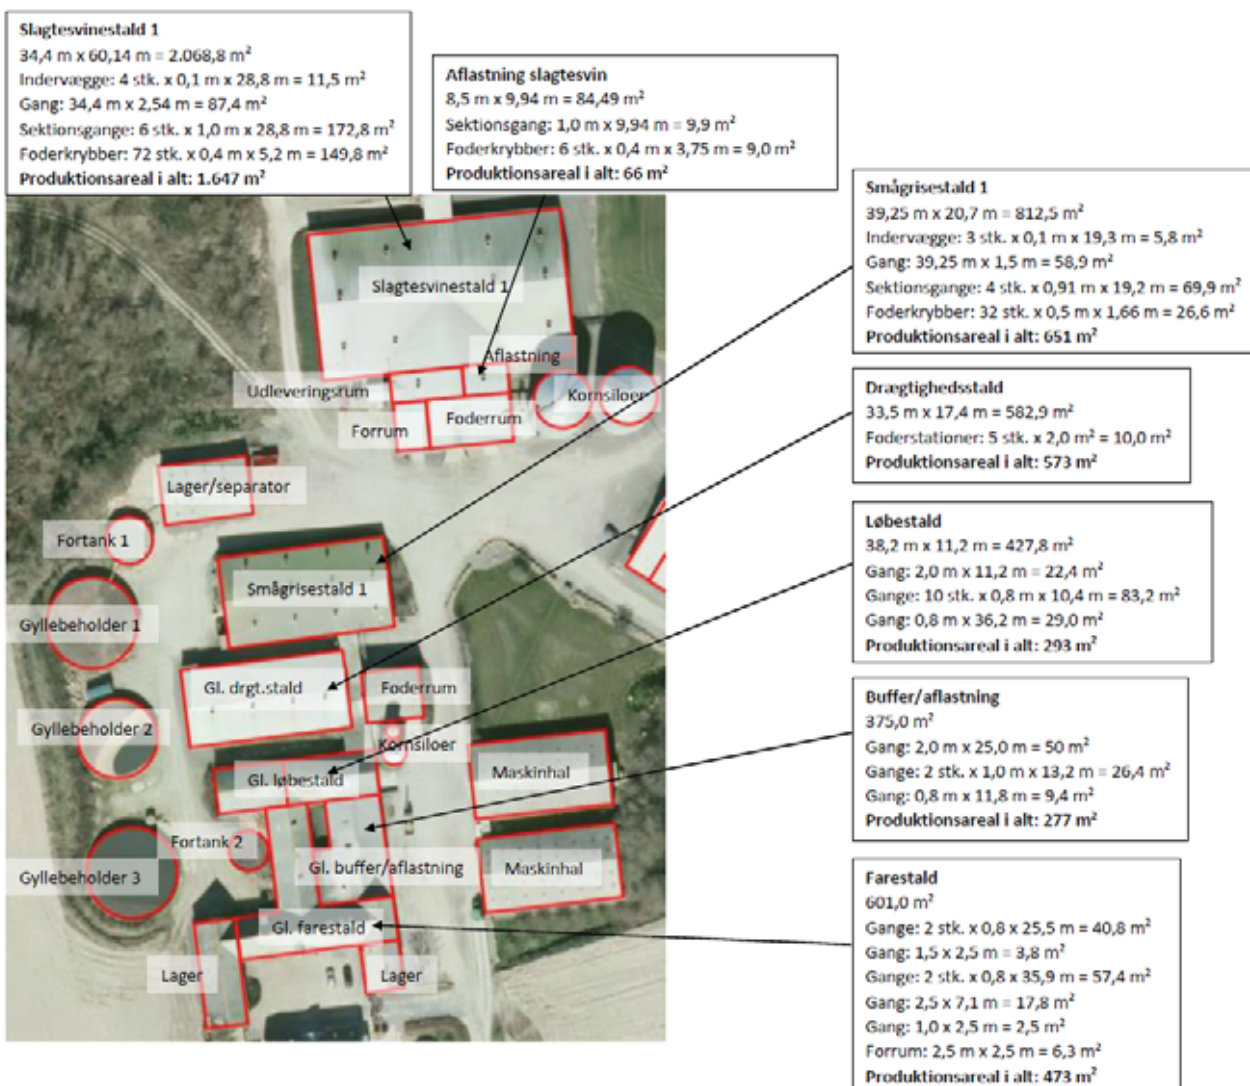 Slagtesvinestald 1
34,4 m x 60,14 m = 2.068,8 m²
Indervægge: 4 stk. x 0,1 m x 28,8 m = 11,5 m²
Gang: 34,4 m x 2,54 m = 87,4 m²
Sektionsgange: 6 stk. x 1,0 m x 28,8 m = 172,8 m²
Foderkrybber: 72 stk. x 0,4 m x 5,2 m = 149,8 m²
Produktionsareal i alt: 1.647 m²
Aflastning slagtesvin
8,5 m x 9,94 m = 84,49 m²
Sektionsgang: 1,0 m x 9,94 m = 9,9 m²
Foderkrybber: 6 stk. x 0,4 m x 3,75 m = 9,0 m²
Produktionsareal i alt: 66 m²
Smågrisestald 1
39,25 m x 20,7 m = 812,5 m²
Indervægge: 3 stk. x 0,1 m x 19,3 m = 5,8 m²
Gang: 39,25 m x 1,5 m = 58,9 m²
Sektionsgange: 4 stk. x 0,91 m x 19,2 m = 69,9 m²
Foderkrybber: 32 stk. x 0,5 m x 1,66 m = 26,6 m²
Produktionsareal i alt: 651 m²
Drægtighedsstald
33,5 m x 17,4 m = 582,9 m²
Foderstationer: 5 stk. x 2,0 m² = 10,0 m²
Produktionsareal i alt: 573 m²
Løbestald
38,2 m x 11,2 m = 427,8 m²
Gang: 2,0 m x 11,2 m = 22,4 m²
Gange: 10 stk. x 0,8 m x 10,4 m = 83,2 m²
Gang: 0,8 m x 36,2 m = 29,0 m²
Produktionsareal i alt: 293 m²
Buffer/aflastning
375,0 m²
Gang: 2,0 m x 25,0 m = 50 m²
Gange: 2 stk. x 1,0 m x 13,2 m = 26,4 m²
Gang: 0,8 m x 11,8 m = 9,4 m²
Produktionsareal i alt: 277 m²
Farestald
601,0 m²
Gange: 2 stk. x 0,8 x 25,5 m = 40,8 m²
Gang: 1,5 x 2,5 m = 3,8 m²
Gange: 2 stk. x 0,8 x 35,9 m = 57,4 m²
Gang: 2,5 x 7,1 m = 17,8 m²
Gang: 1,0 x 2,5 m = 2,5 m²
Forrum: 2,5 m x 2,5 m = 6,3 m²
Produktionsareal i alt: 473 m²
Slagtesvinestald 1
Aflastning
Udleveringsrum
Kornsiloer
Foderrum
Forrum
Lager/separator
Fortank 1
Smågrisestald 1
Gyllebeholder 1
Gl. drgt.stald
Foderrum
Gyllebeholder 2
Kornsiloer
Gl. løbestald
Maskinhal
Fortank 2
Gl. buffer/aflastning
Maskinhal
Gyllebeholder 3
Gl. farestald
Lager
Lager